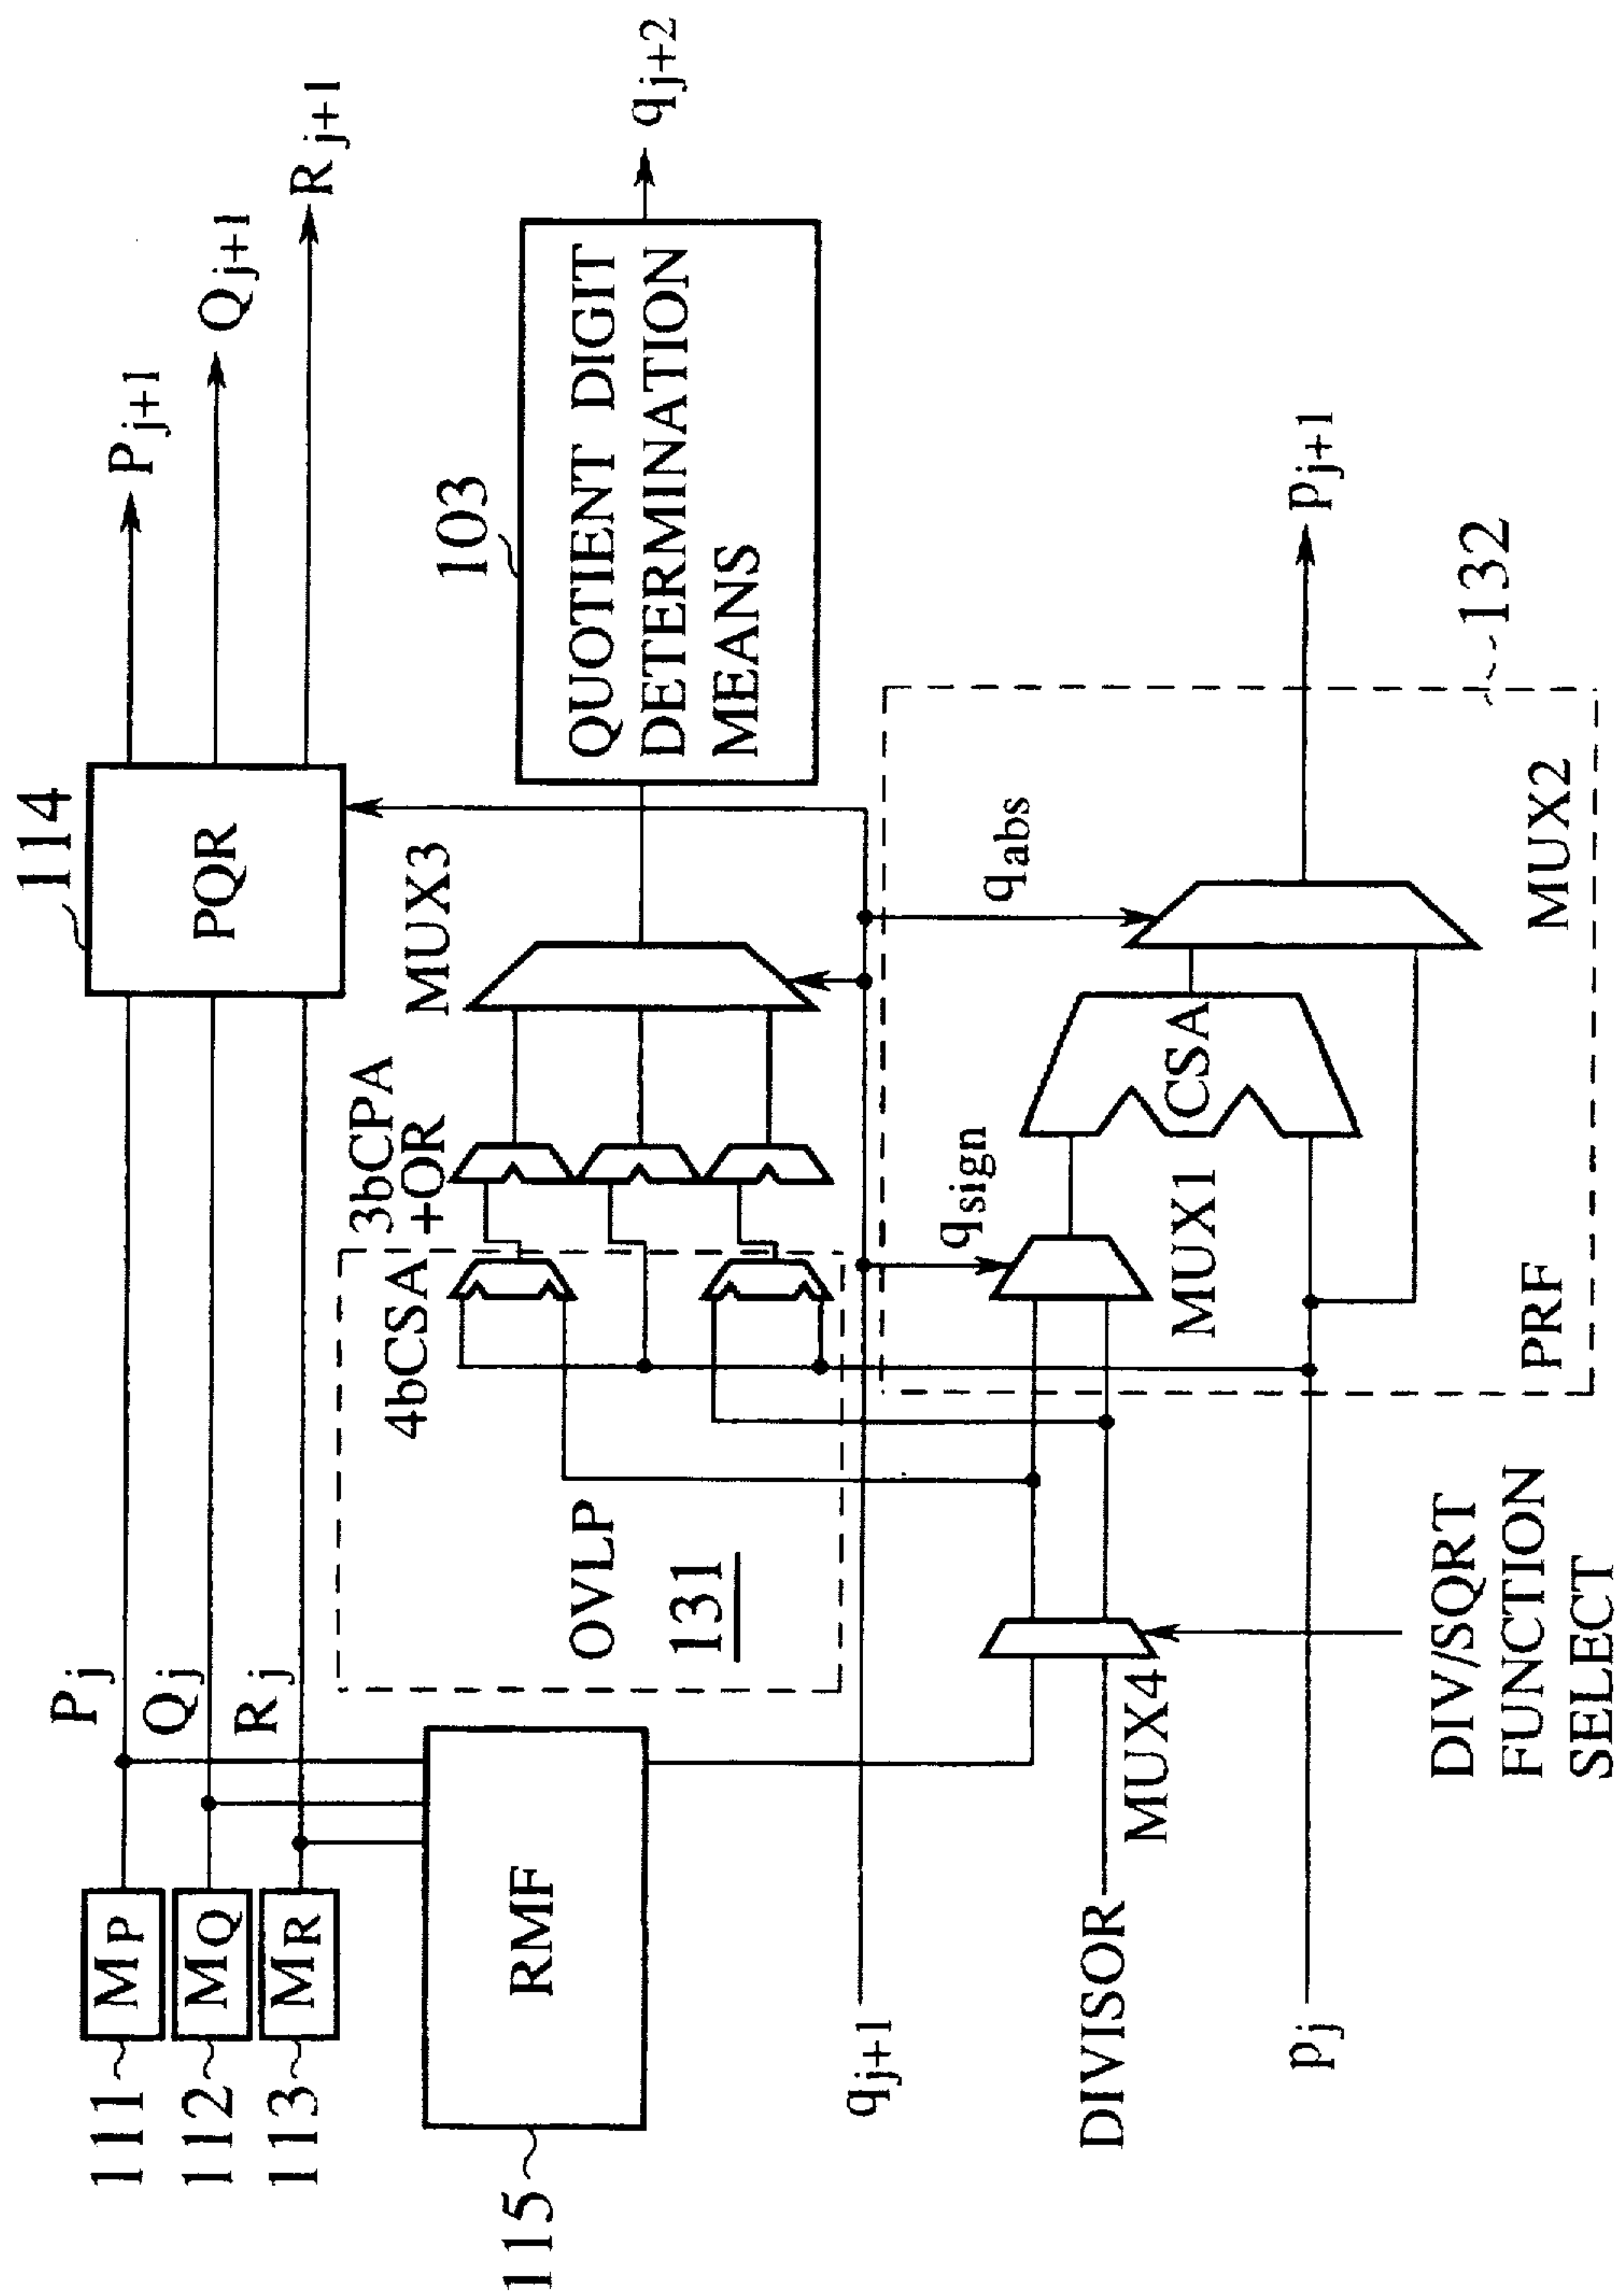 111
M_P
P_j
114
PQR
P_{j+1}
112
M_Q
Q_j
Q_{j+1}
113
M_R
R_j
R_{j+1}
115
RMF
OVLP
131
4bCSA
3bCPA
+OR
MUX3
103
QUOTIENT DIGIT
DETERMINATION
MEANS
q_{j+2}
q_{j+1}
q_{sign}
q_{abs}
DIVISOR
MUX4
MUX1
CSA
MUX2
p_j
p_{j+1}
DIV/SQRT
FUNCTION
SELECT
PRF
132